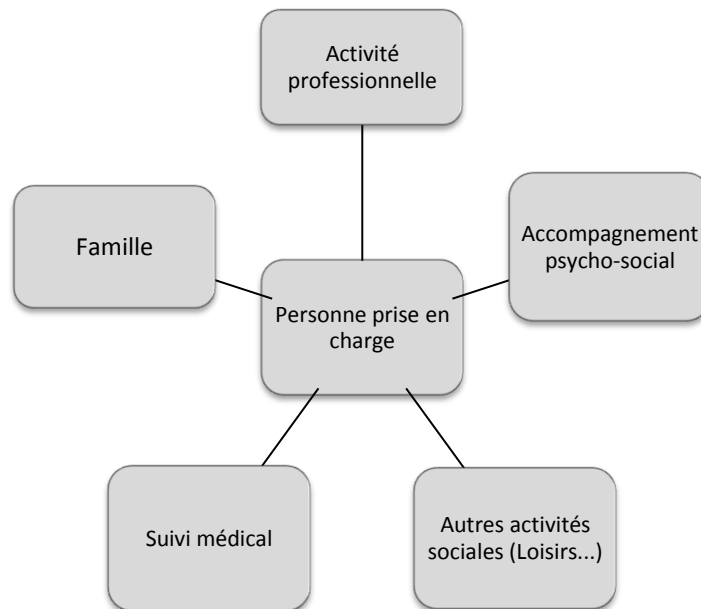 Activité
professionnelle
Famille
Accompagnement
psycho-social
Personne prise en
charge
Suivi médical
Autres activités
sociales (Loisirs...)